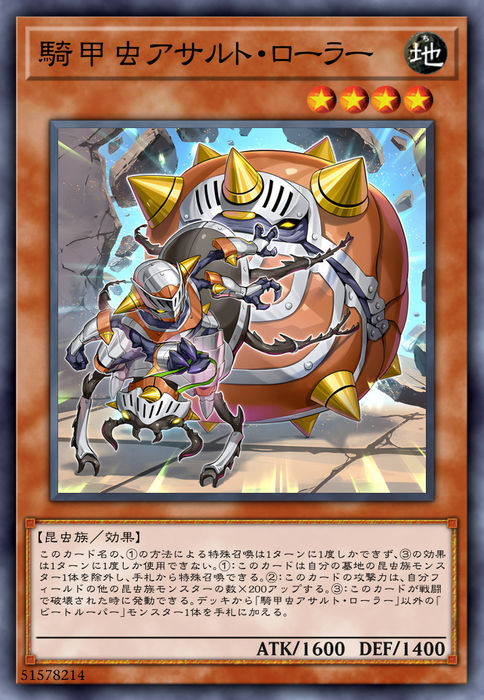 騎甲虫アサルト・ローラー
ち
地
【昆虫族／効果】
このカード名の、①の方法による特殊召喚は1ターンに1度しかできず、③の効果
は1ターンに1度しか使用できない。①：このカードは自分の墓地の昆虫族モンス
ター1体を除外し、手札から特殊召喚できる。②：このカードの攻撃力は、自分フ
ィールドの他の昆虫族モンスターの数×200アップする。③：このカードが戦闘
で破壊された時に発動できる。デッキから「騎甲虫アサルト・ローラー」以外の「
ビートルーパー」モンスター1体を手札に加える。
ATK/1600 DEF/1400
51578214